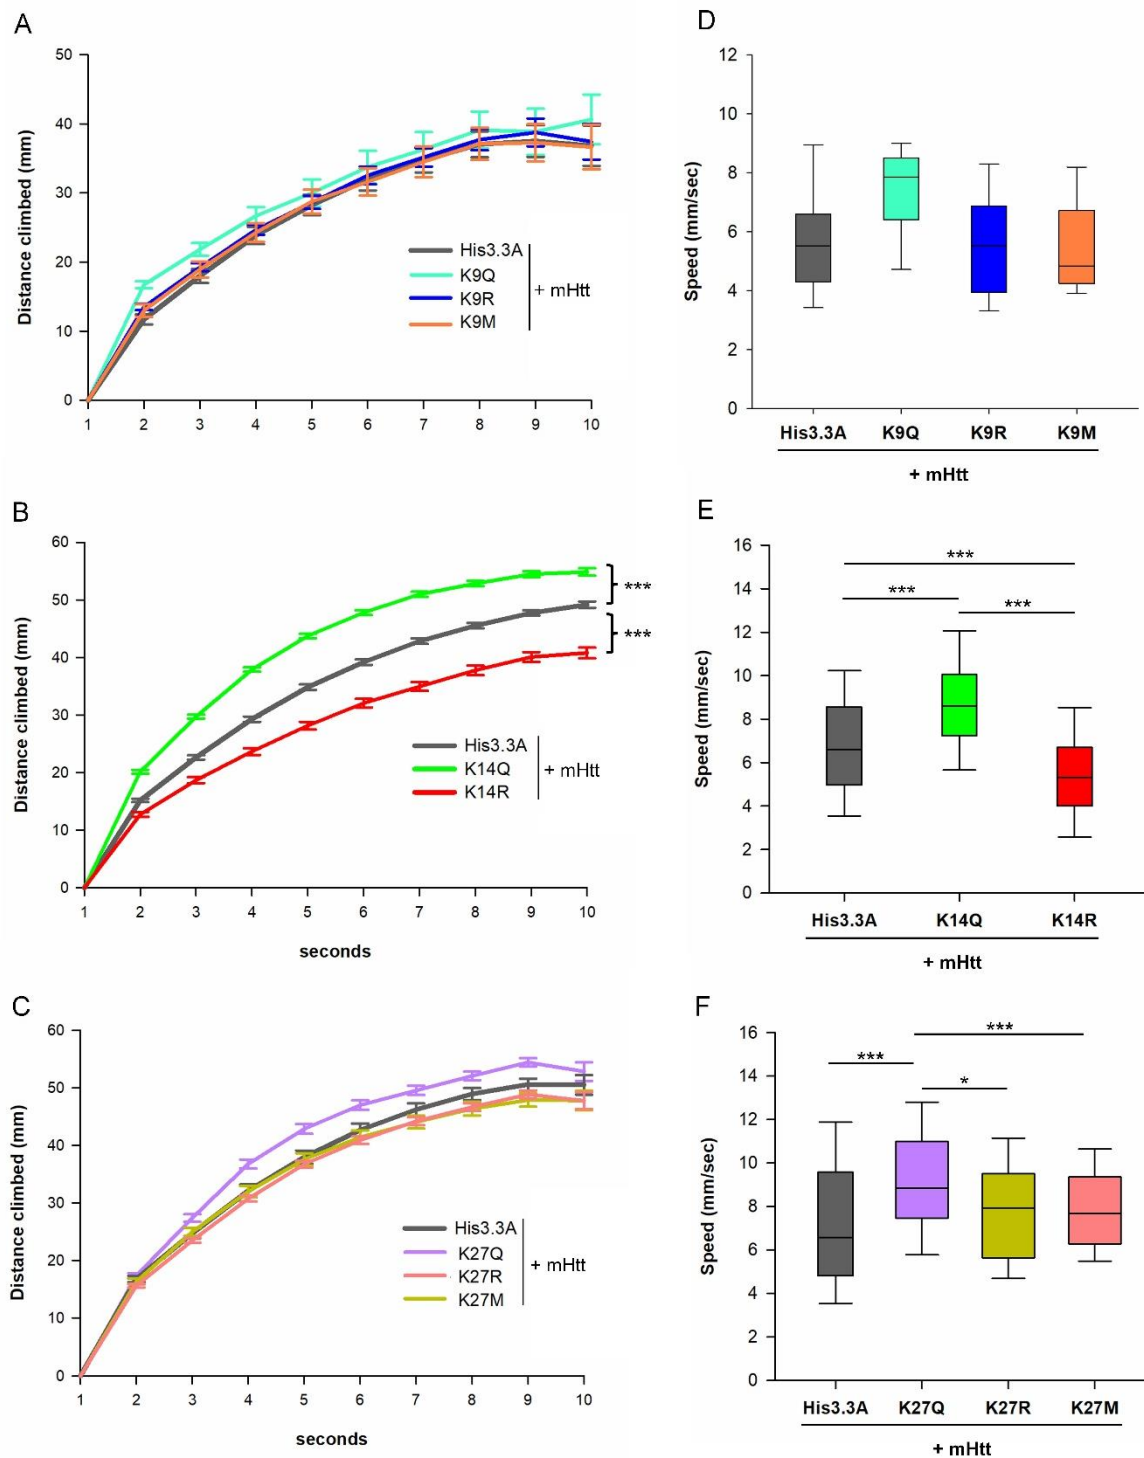 A
Distance climbed (mm)
50
40
30
20
10
0
1 2 3 4 5 6 7 8 9 10
His3.3A
K9Q
K9R
K9M
+ mHtt
D
Speed (mm/sec)
12
10
8
6
4
2
0
His3.3A K9Q K9R K9M
+ mHtt
B
Distance climbed (mm)
60
50
40
30
20
10
0
1 2 3 4 5 6 7 8 9 10
seconds
***
***
His3.3A
K14Q
K14R
+ mHtt
E
Speed (mm/sec)
16
14
12
10
8
6
4
2
0
***
*** ***
His3.3A K14Q K14R
+ mHtt
C
Distance climbed (mm)
60
50
40
30
20
10
0
1 2 3 4 5 6 7 8 9 10
seconds
His3.3A
K27Q
K27R
K27M
+ mHtt
F
Speed (mm/sec)
16
14
12
10
8
6
4
2
0
***
***
*
His3.3A K27Q K27R K27M
+ mHtt